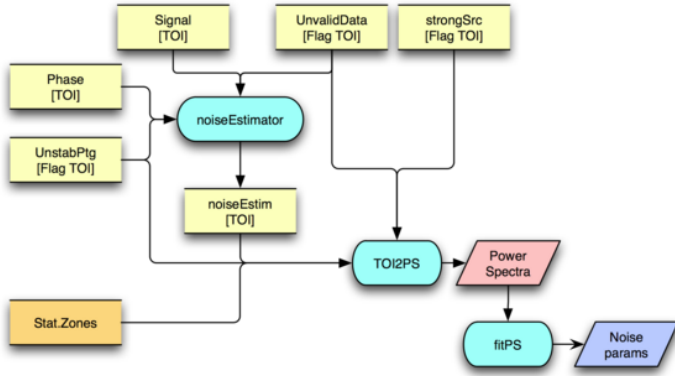 Signal
[TOI]
UnvalidData
[Flag TOI]
strongSrc
[Flag TOI]
Phase
[TOI]
noiseEstimator
UnstabPtg
[Flag TOI]
noiseEstim
[TOI]
TOI2PS
Power
Spectra
Stat.Zones
fitPS
Noise
params